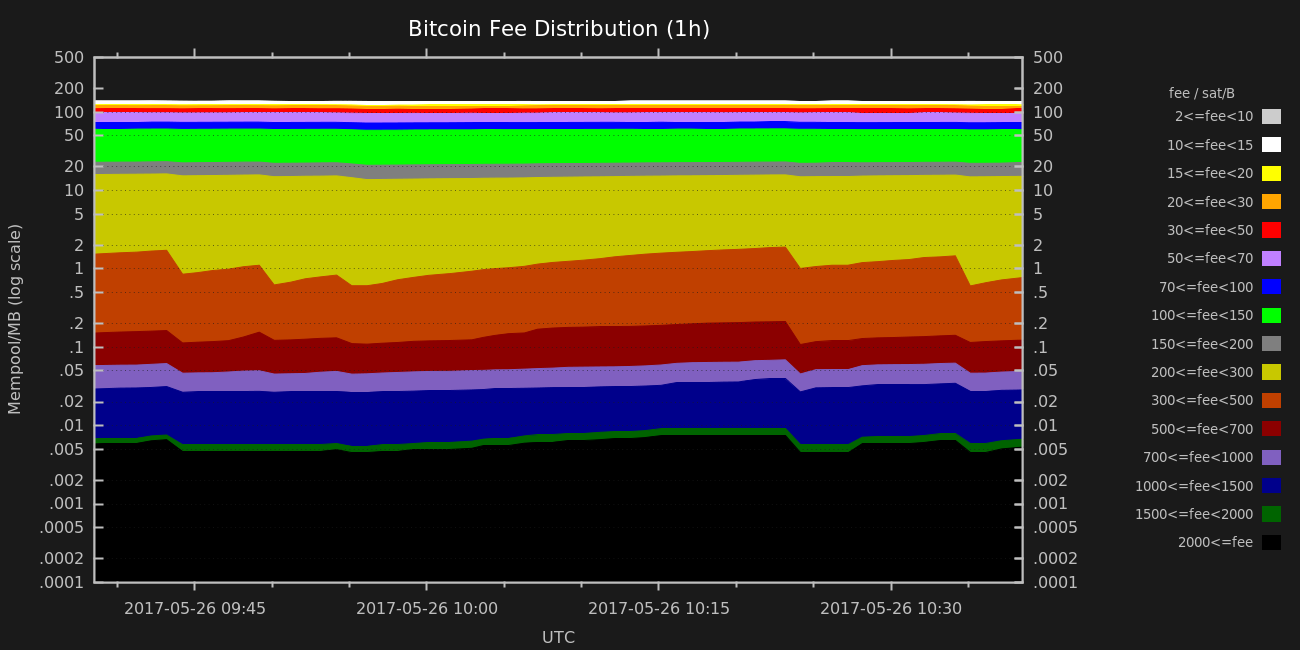 Bitcoin Fee Distribution (1h)
Mempool/MB (log scale)
500
200
100
50
20
10
5
2
1
.5
.2
.1
.05
.02
.01
.005
.002
.001
.0005
.0002
.0001
500
200
100
50
20
10
5
2
1
.5
.2
.1
.05
.02
.01
.005
.002
.001
.0005
.0002
.0001
2017-05-26 09:45 2017-05-26 10:00 2017-05-26 10:15 2017-05-26 10:30
UTC
fee / sat/B
2<=fee<10
10<=fee<15
15<=fee<20
20<=fee<30
30<=fee<50
50<=fee<70
70<=fee<100
100<=fee<150
150<=fee<200
200<=fee<300
300<=fee<500
500<=fee<700
700<=fee<1000
1000<=fee<1500
1500<=fee<2000
2000<=fee